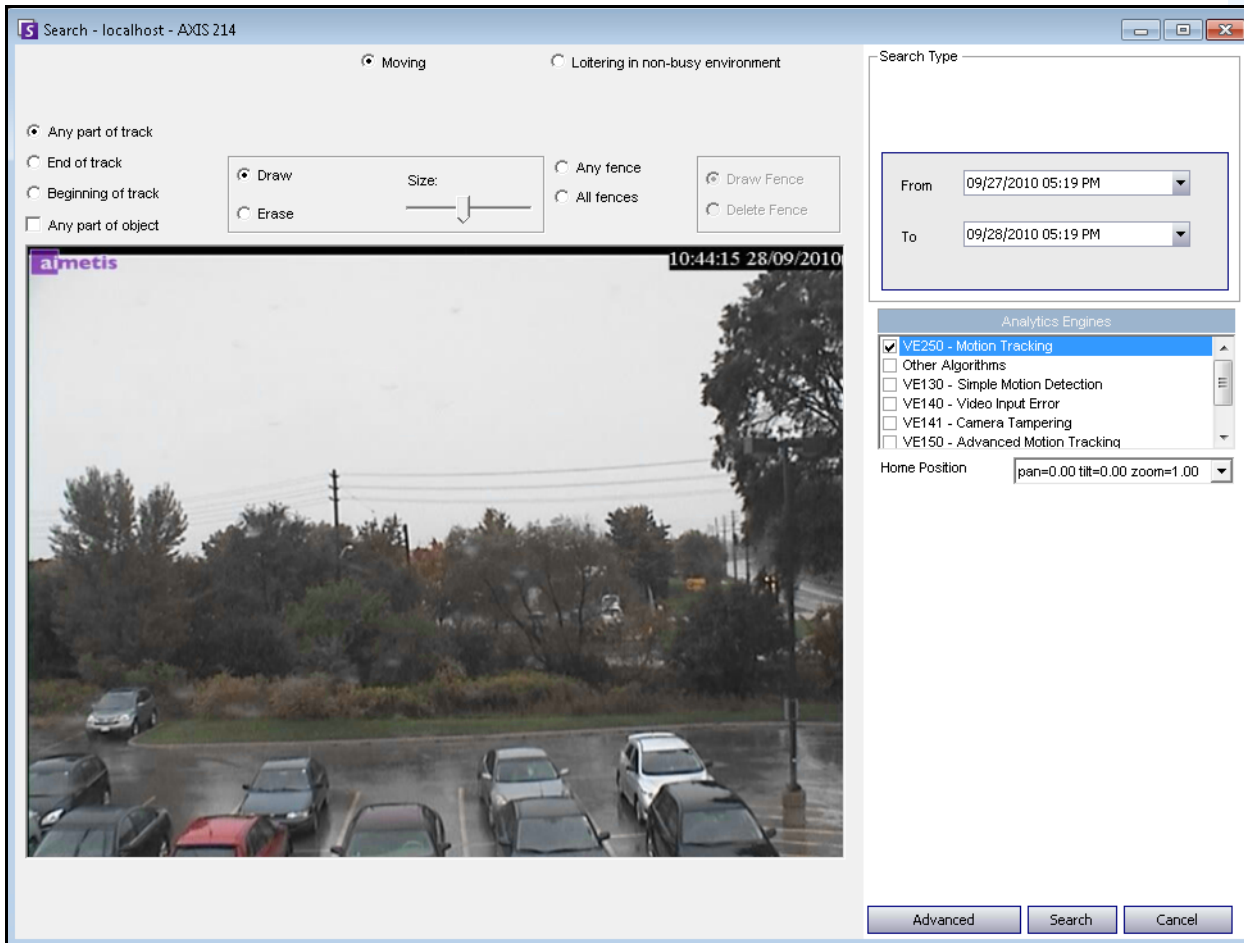 Search - localhost - AXIS 214
Moving
Loitering in non-busy environment
Any part of track
End of track
Beginning of track
Any part of object
Draw
Erase
Size:
Any fence
All fences
Draw Fence
Delete Fence
aimetis
10:44:15 28/09/2010
Search Type
From
09/27/2010 05:19 PM
To
09/28/2010 05:19 PM
Analytics Engines
VE250 - Motion Tracking
Other Algorithms
VE130 - Simple Motion Detection
VE140 - Video Input Error
VE141 - Camera Tampering
VE150 - Advanced Motion Tracking
Home Position
pan=0.00 tilt=0.00 zoom=1.00
Advanced
Search
Cancel